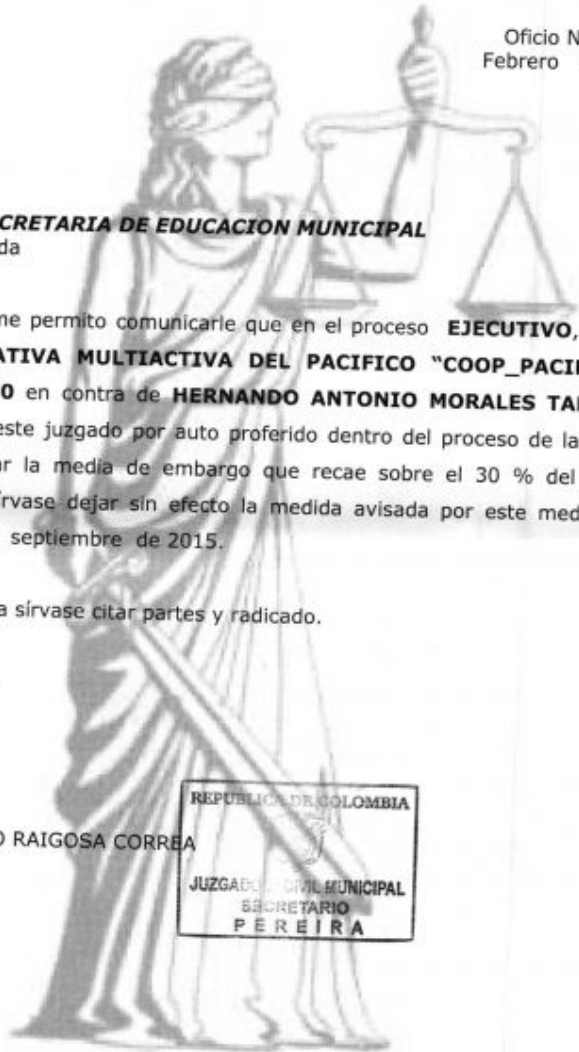 Oficio N
Febrero
CRETARIA DE EDUCACION MUNICIPAL
da
me permito comunicarle que en el proceso EJECUTIVO,
ATIVA MULTIACTIVA DEL PACIFICO “COOP_PACIF
0 en contra de HERNANDO ANTONIO MORALES TA
este juzgado por auto proferido dentro del proceso de la
ar la media de embargo que recae sobre el 30 % del
írvase dejar sin efecto la medida avisada por este med
septiembre de 2015.
a sírvase citar partes y radicado.
O RAIGOSA CORREA
REPUBLICA DE COLOMBIA
JUZGADO CIVIL MUNICIPAL
SECRETARIO
PEREIRA